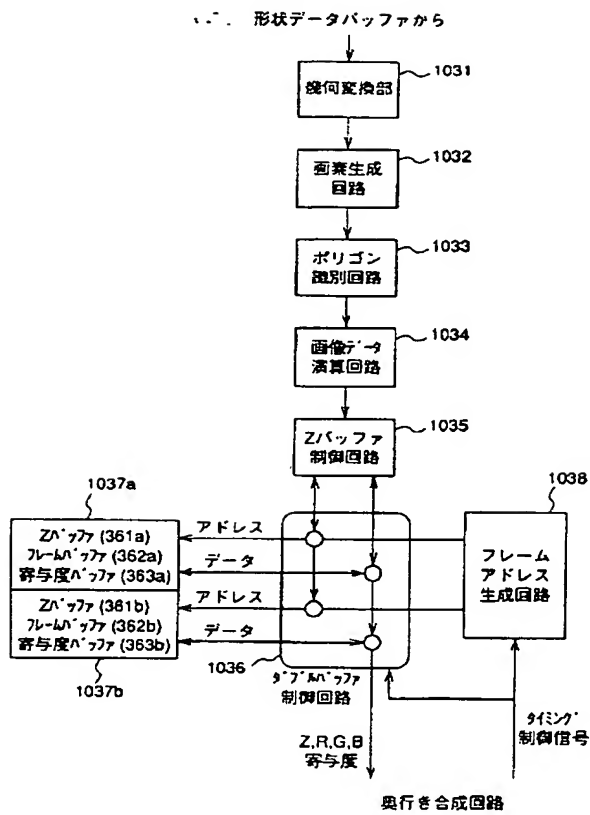 形状データバッファから
幾何変換部
1031
画素生成
回路
1032
ポリゴン
識別回路
1033
画像ﾃﾞｰﾀ
演算回路
1034
Zバッファ
制御回路
1035
1037a
1038
Zﾊﾞｯﾌｧ(361a)
ﾌﾚｰﾑﾊﾞｯﾌｧ(362a)
寄与度ﾊﾞｯﾌｧ(363a)
Zﾊﾞｯﾌｧ(361b)
ﾌﾚｰﾑﾊﾞｯﾌｧ(362b)
寄与度ﾊﾞｯﾌｧ(363b)
1037b
アドレス
データ
アドレス
データ
フレーム
アドレス
生成回路
1036
ﾀﾞﾌﾞﾙﾊﾞｯﾌｧ
制御回路
Z,R,G,B
寄与度
ﾀｲﾐﾝｸﾞ
制御信号
奥行き合成回路